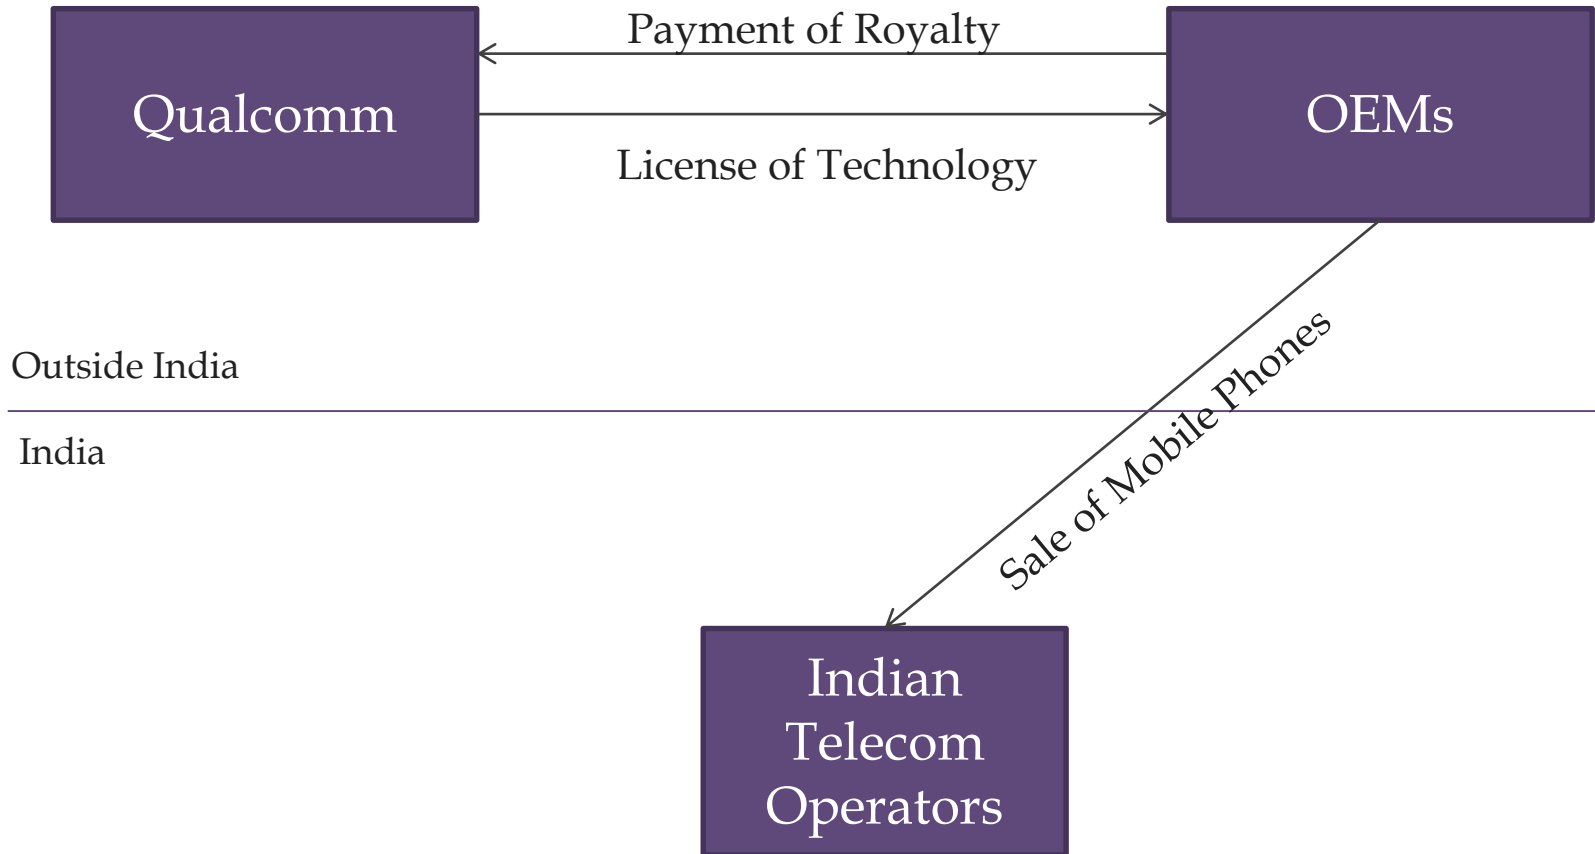 Payment of Royalty
Qualcomm
OEMs
License of Technology
Outside India
India
Sale of Mobile Phones
Indian
Telecom
Operators